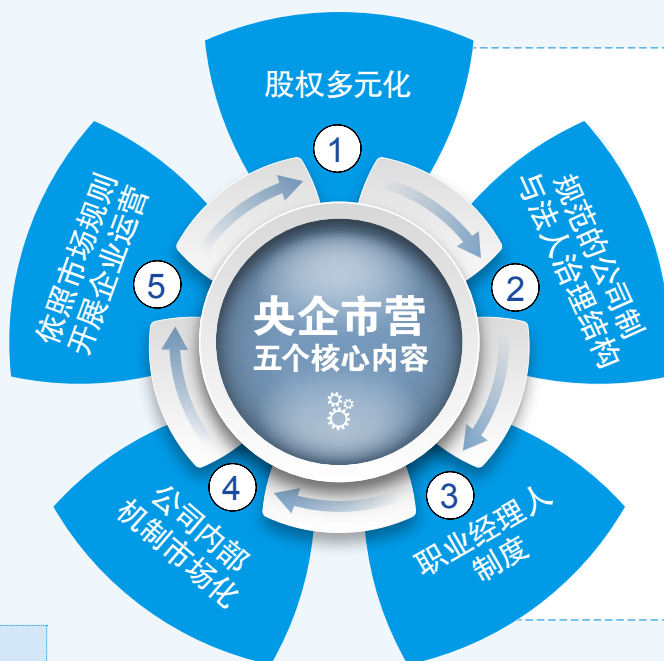 股权多元化
1
规范的公司制
与法人治理结构
2
职业经理人
制度
3
公司内部
机制市场化
4
依照市场规则
开展企业运营
5
央企市营
五个核心内容